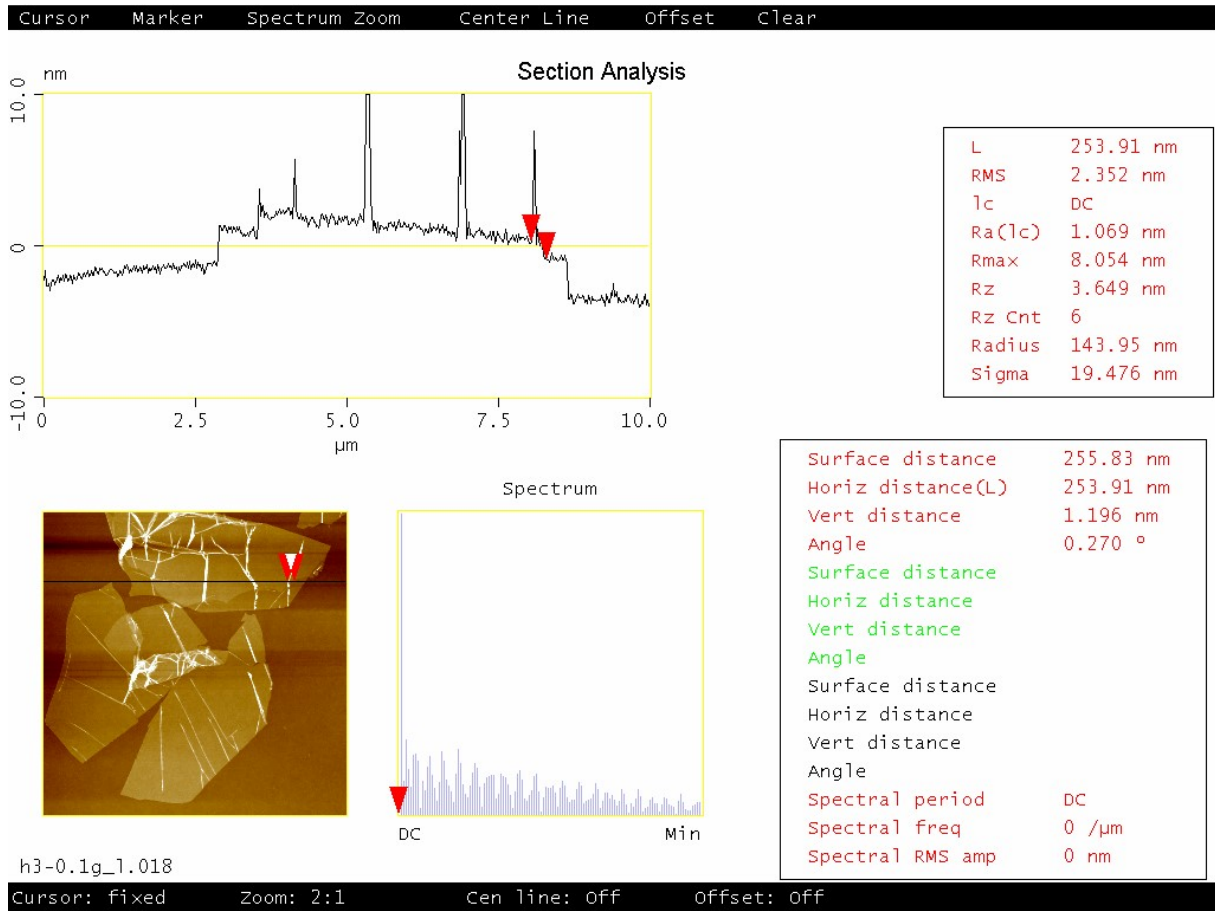 Cursor Marker Spectrum Zoom Center Line Offset Clear
Section Analysis
nm
10.0
0
-10.0
0 2.5 5.0 7.5 10.0
µm
L 253.91 nm
RMS 2.352 nm
lc DC
Ra(lc) 1.069 nm
Rmax 8.054 nm
Rz 3.649 nm
Rz Cnt 6
Radius 143.95 nm
Sigma 19.476 nm
Surface distance 255.83 nm
Horiz distance(L) 253.91 nm
Vert distance 1.196 nm
Angle 0.270 º
Surface distance
Horiz distance
Vert distance
Angle
Surface distance
Horiz distance
Vert distance
Angle
Spectral period DC
Spectral freq 0 /µm
Spectral RMS amp 0 nm
Spectrum
DC Min
h3-0.1g_l.018
Cursor: fixed Zoom: 2:1 Cen line: Off Offset: Off